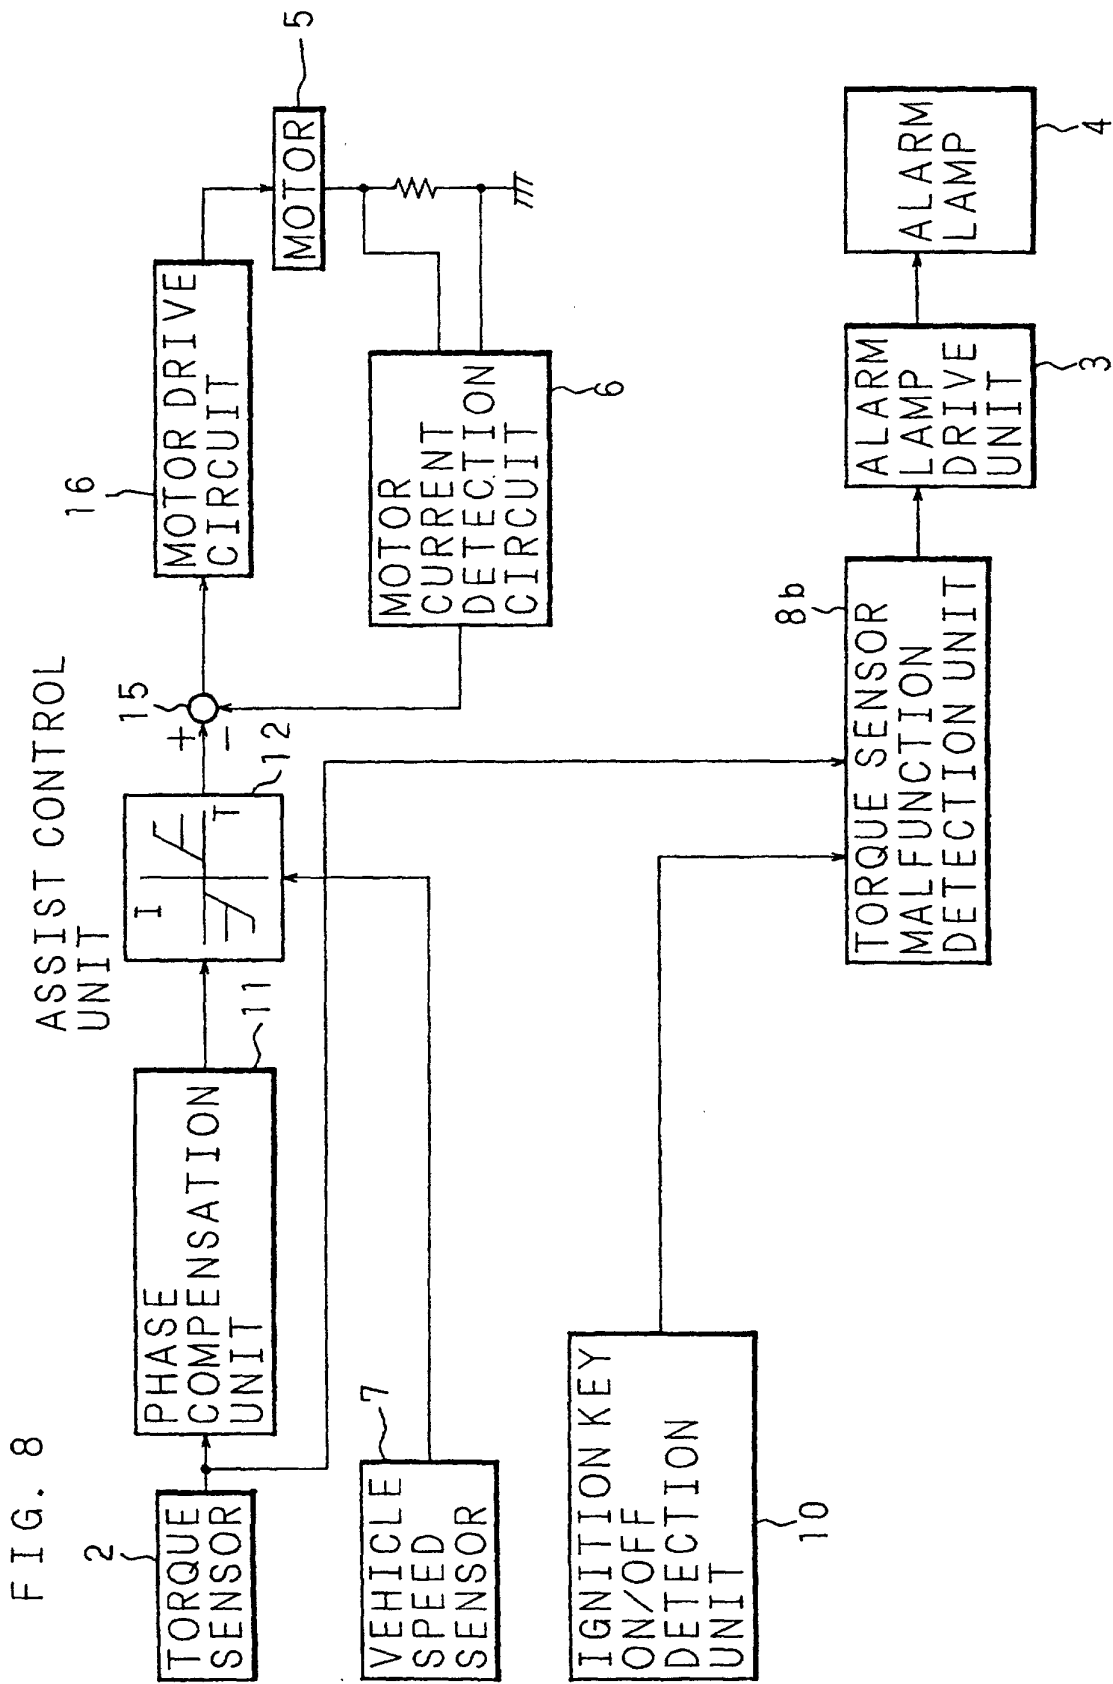 FIG. 8
2
TORQUE
SENSOR
PHASE
COMPENSATION
UNIT
11
ASSIST CONTROL
UNIT
I
T
12
15
+
−
16
MOTOR DRIVE
CIRCUIT
5
MOTOR
MOTOR
CURRENT
DETECTION
CIRCUIT
6
7
VEHICLE
SPEED
SENSOR
IGNITION KEY
ON/OFF
DETECTION
UNIT
10
8b
TORQUE SENSOR
MALFUNCTION
DETECTION UNIT
ALARM
LAMP
DRIVE
UNIT
3
ALARM
LAMP
4